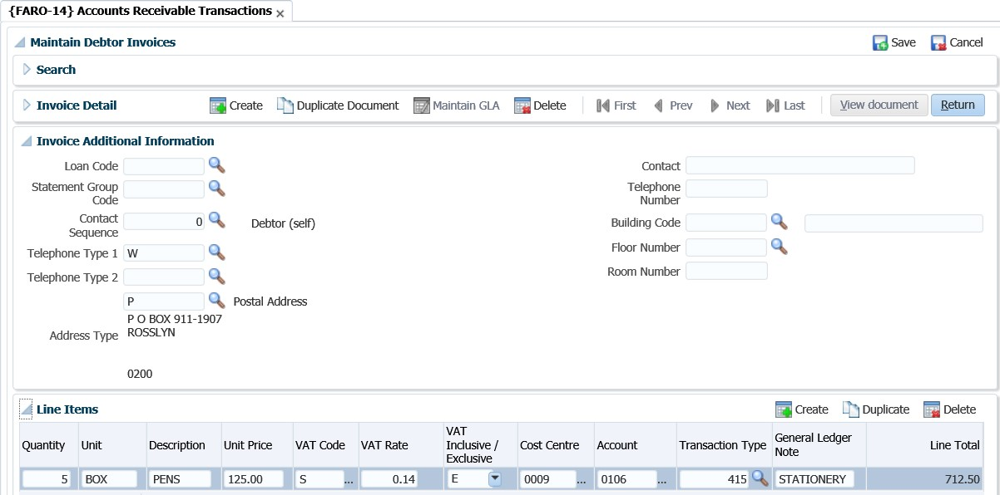 {FARO-14} Accounts Receivable Transactions
Maintain Debtor Invoices
Save
Cancel
Search
Invoice Detail
Create
Duplicate Document
Maintain GLA
Delete
First
Prev
Next
Last
View document
Return
Invoice Additional Information
Loan Code
Statement Group
Code
Contact
Sequence
0
Debtor (self)
Telephone Type 1
W
Telephone Type 2
P
Postal Address
Address Type
P O BOX 911-1907
ROSSLYN
0200
Contact
Telephone
Number
Building Code
Floor Number
Room Number
Line Items
Create
Duplicate
Delete
Quantity
Unit
Description
Unit Price
VAT Code
VAT Rate
VAT
Inclusive /
Exclusive
Cost Centre
Account
Transaction Type
General Ledger
Note
Line Total
5
BOX
PENS
125.00
S
...
0.14
E
0009
...
0106
...
415
STATIONERY
712.50